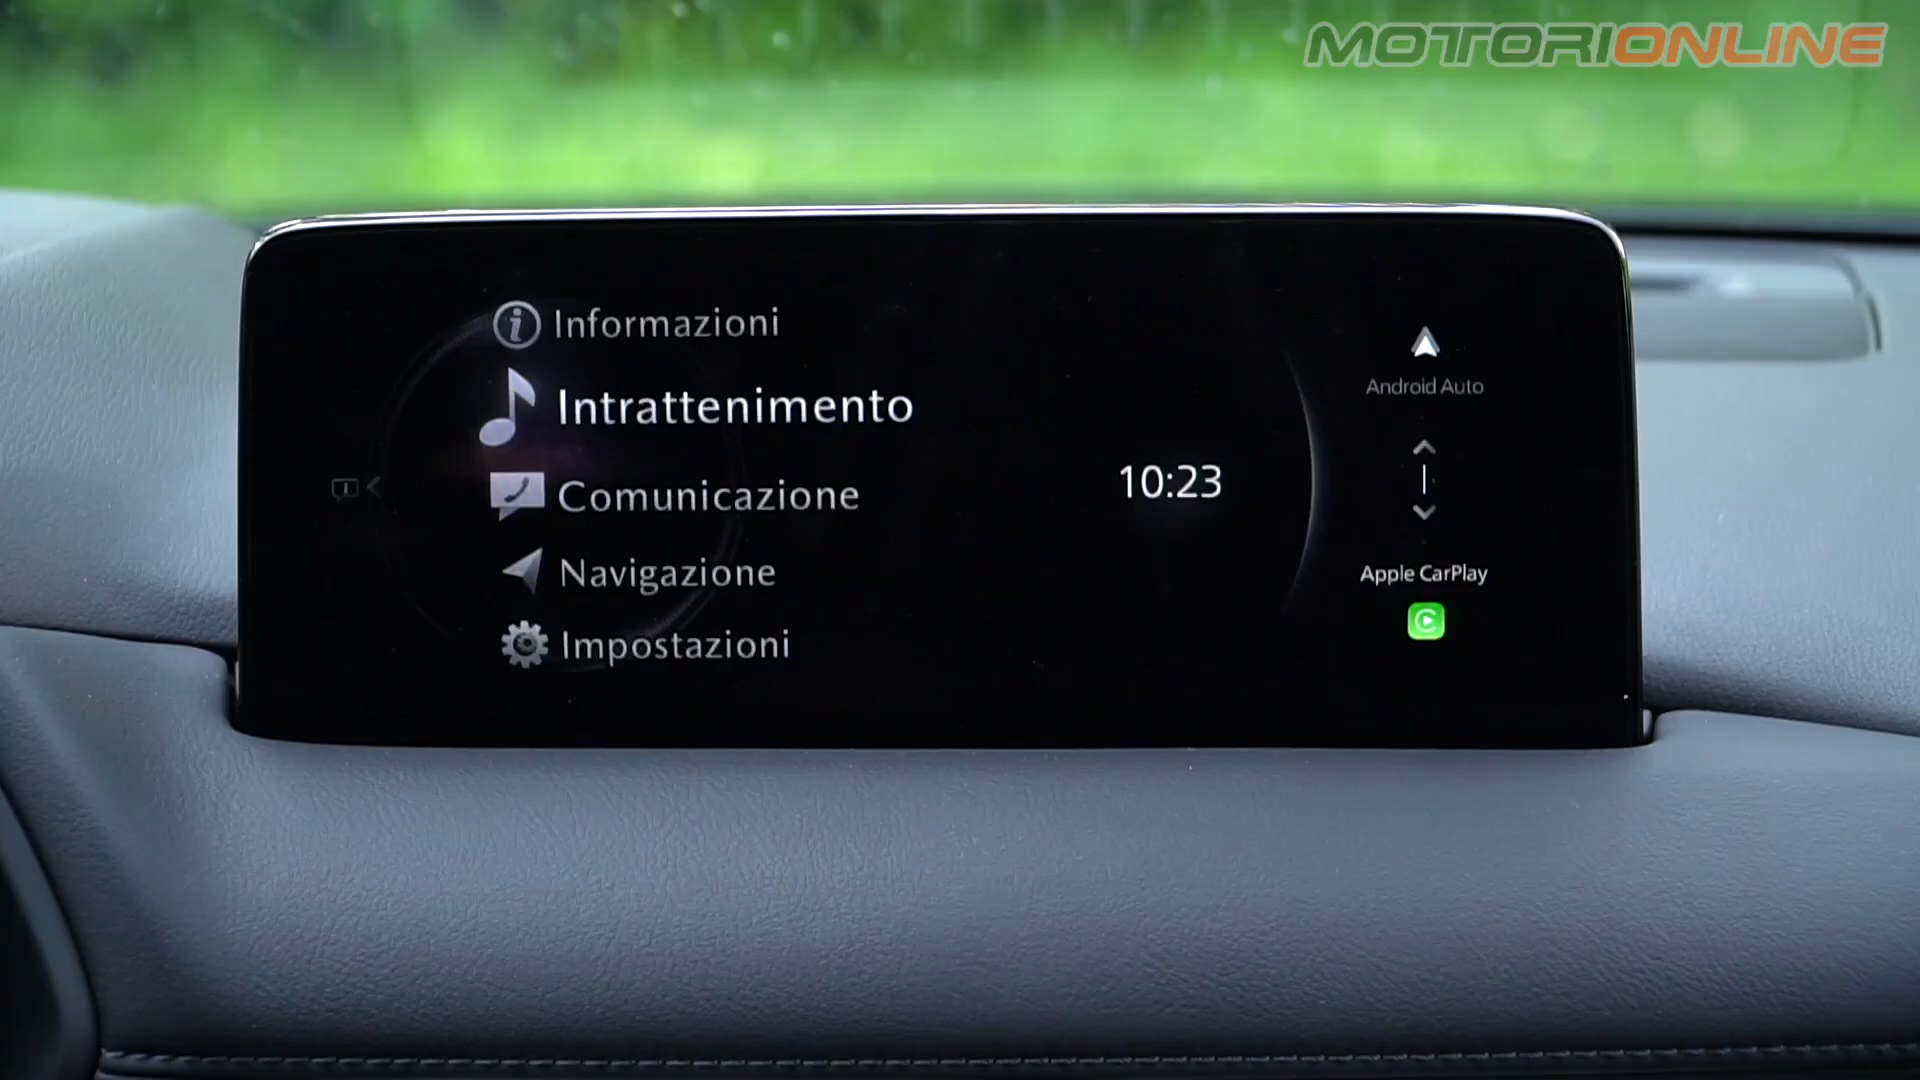 MOTORIONLINE
Informazioni
Intrattenimento
Comunicazione
Navigazione
Impostazioni
10:23
Android Auto
Apple CarPlay